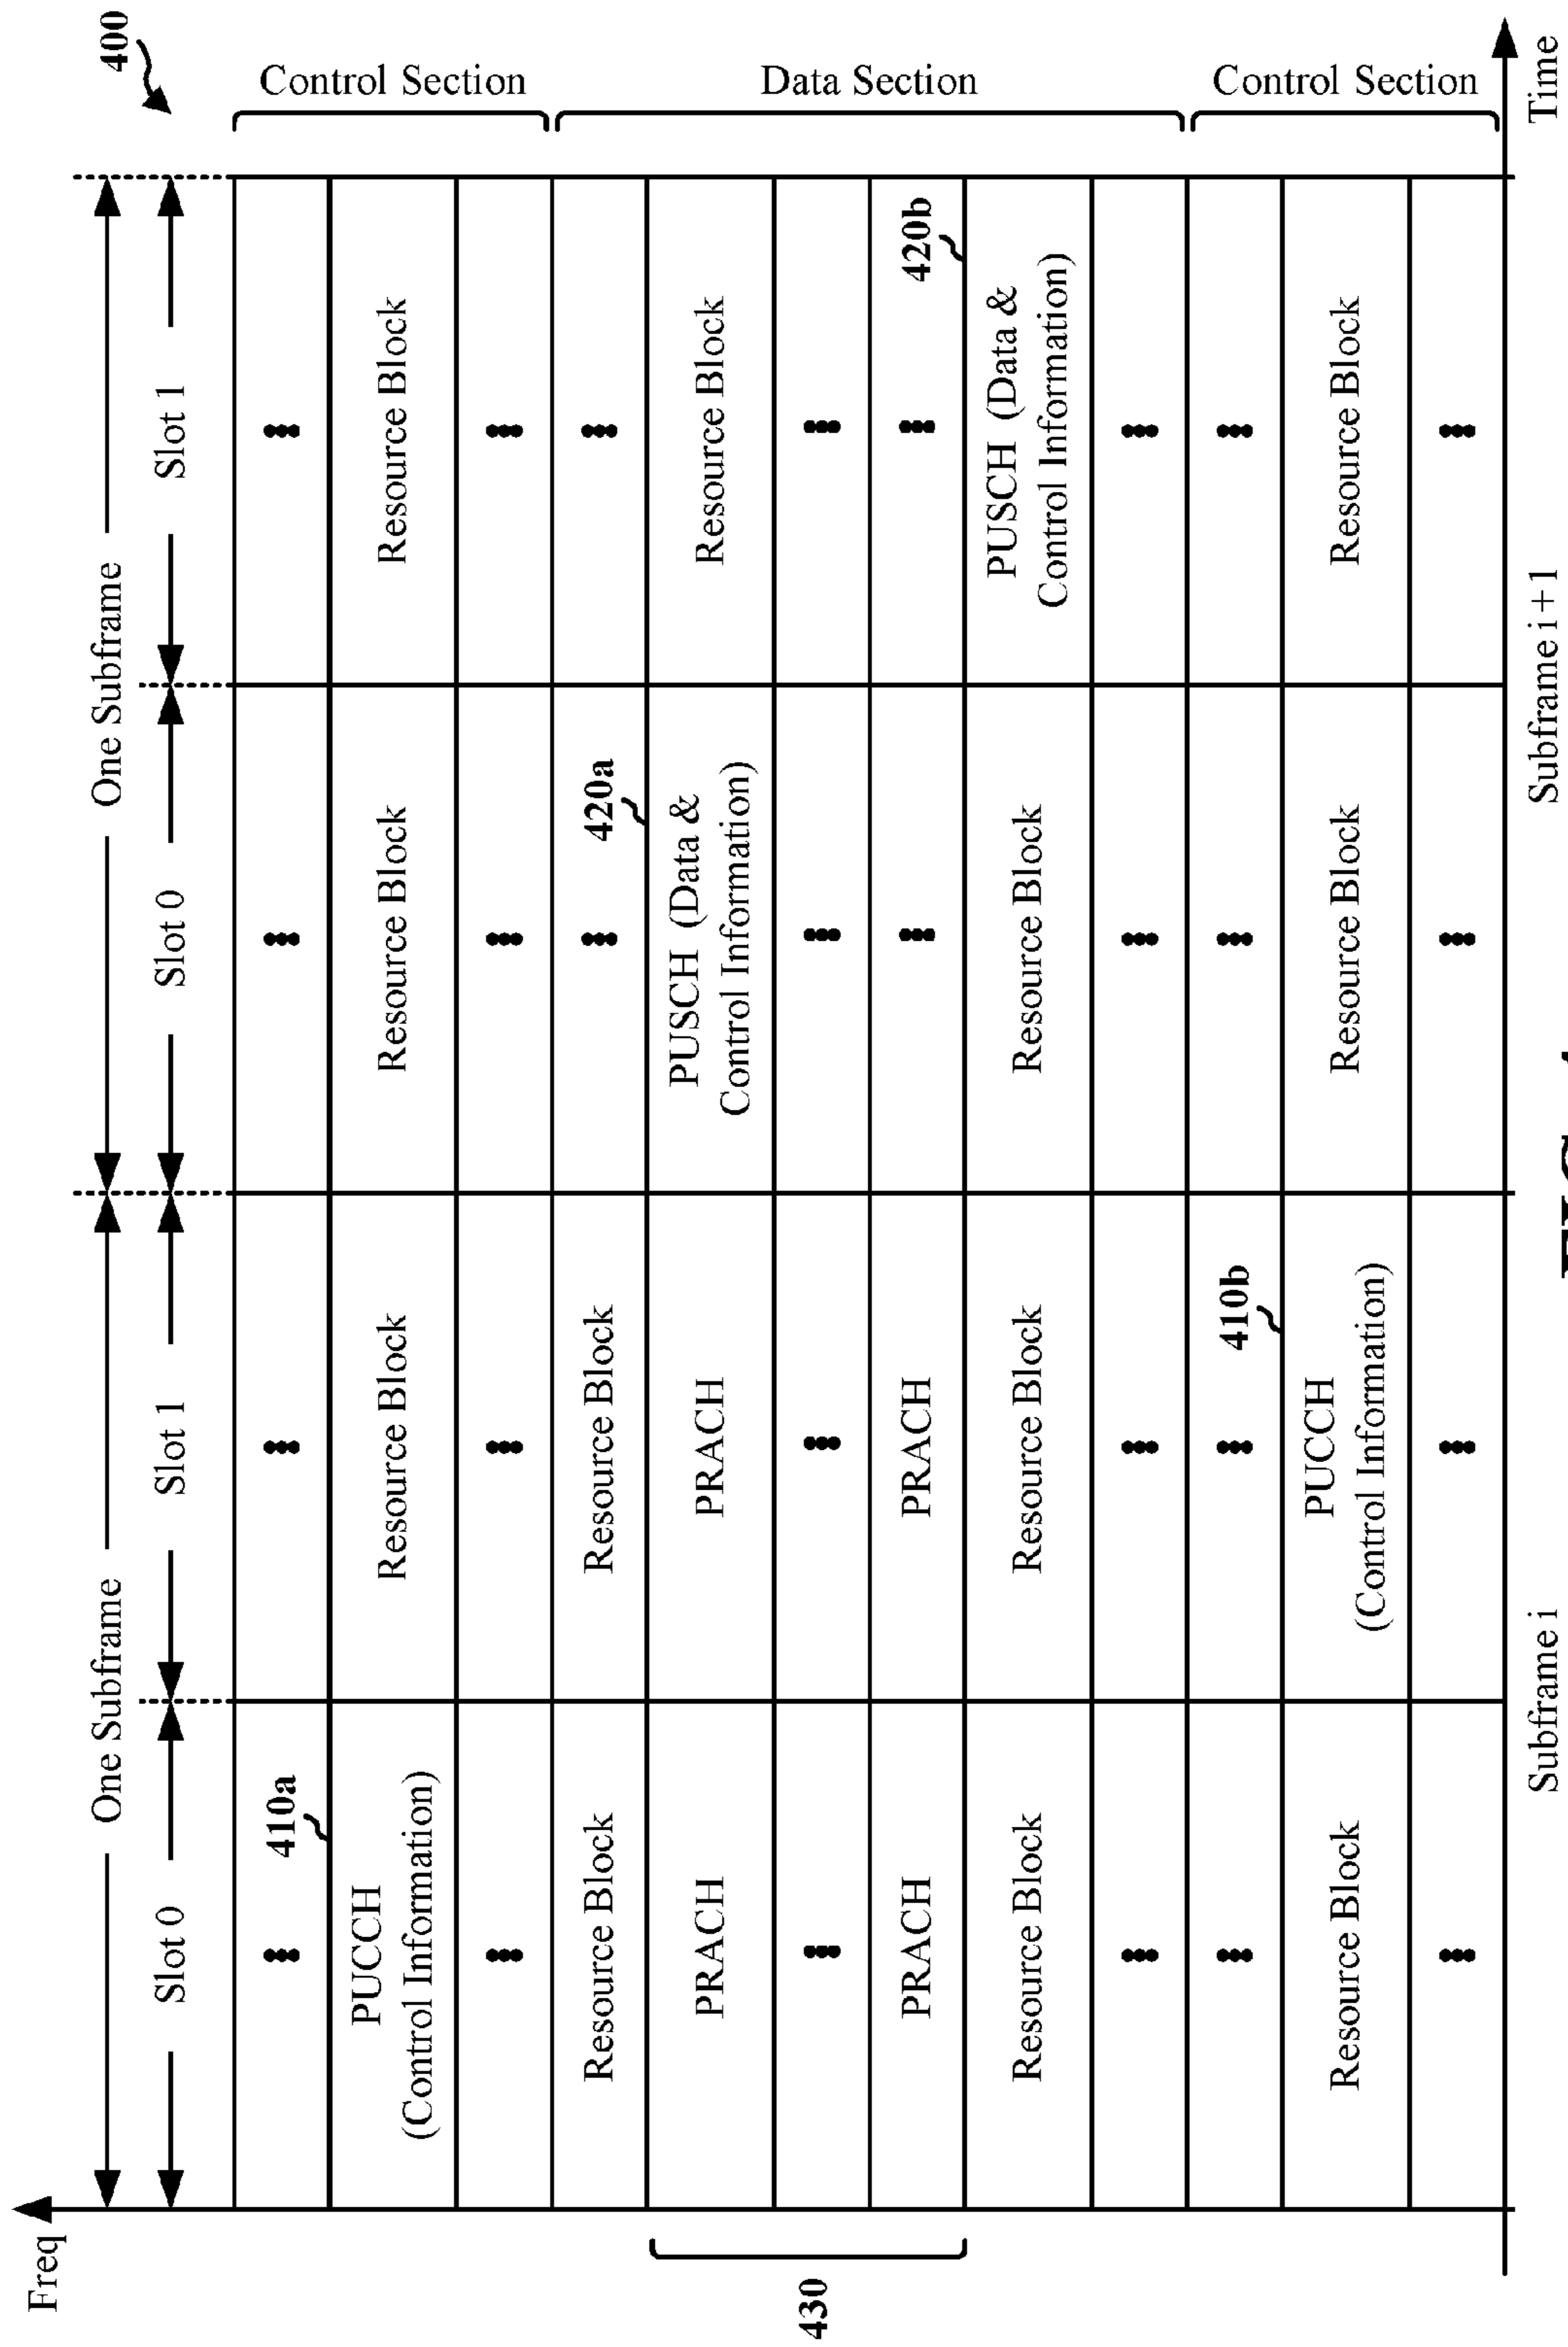 400
Freq
One Subframe
One Subframe
Slot 0
Slot 1
Slot 0
Slot 1
410a
PUCCH
(Control Information)
Resource Block
Resource Block
Resource Block
Control Section
420a
Resource Block
Resource Block
PRACH
PRACH
PUSCH (Data &
Control Information)
Resource Block
430
420b
PRACH
PRACH
Resource Block
Resource Block
Resource Block
PUSCH (Data &
Control Information)
Data Section
410b
Resource Block
PUCCH
(Control Information)
Resource Block
Resource Block
Control Section
Subframe i
Subframe i+1
Time